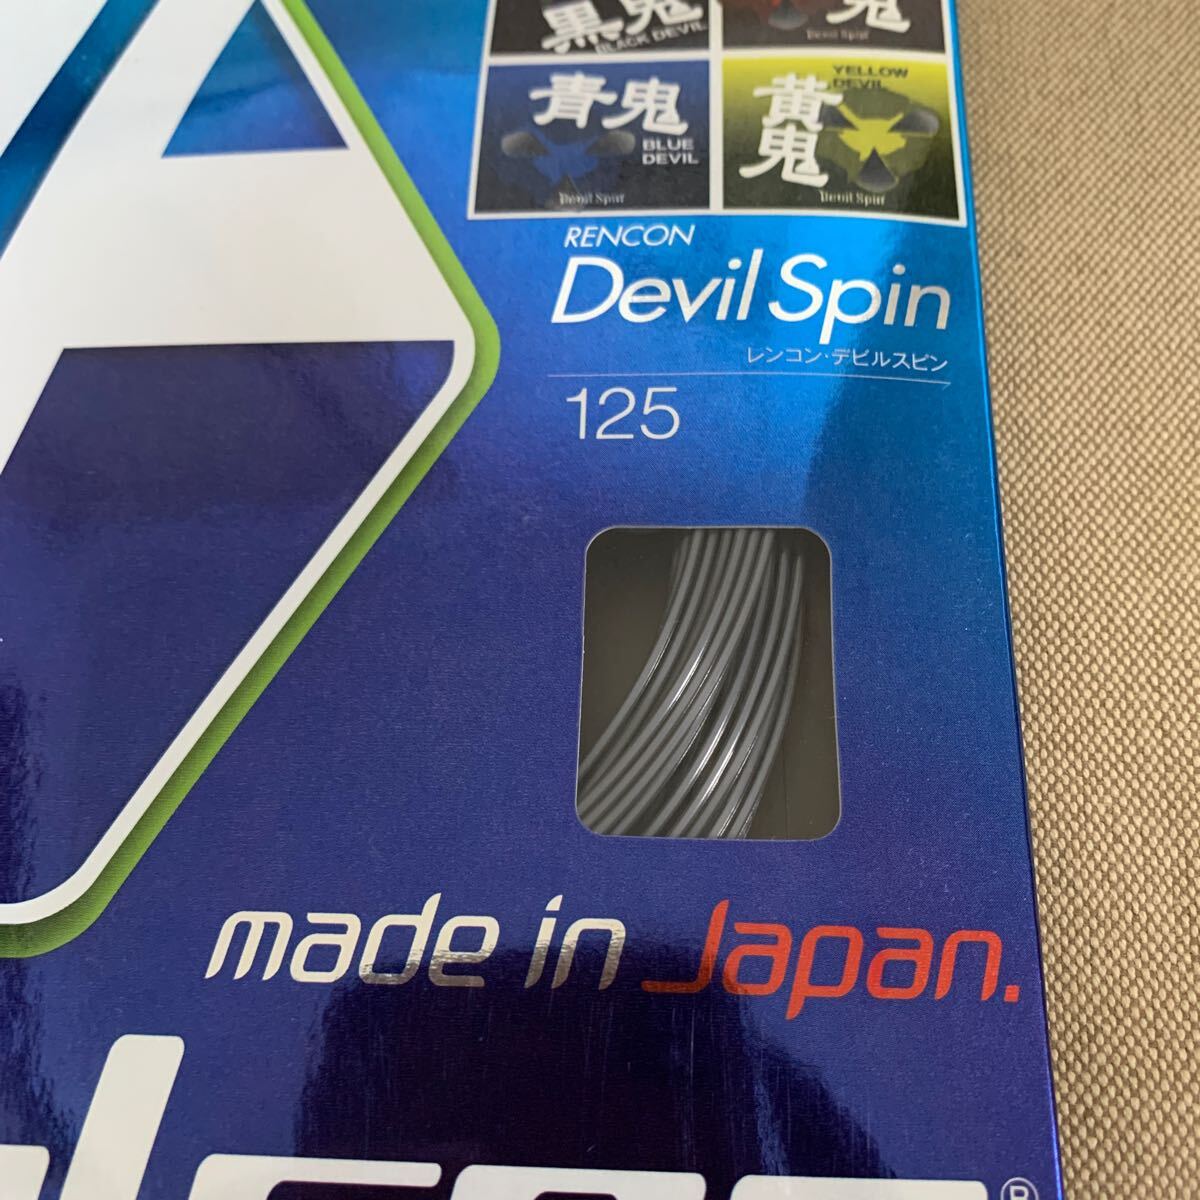 黒鬼
BLACK DEVIL
鬼
Devil Spin
青鬼
BLUE
DEVIL
Devil Spin
YELLOW
DEVIL
黄鬼
Devil Spin
RENCON
Devil Spin
レンコン・デビルスピン
125
made in Japan.
®